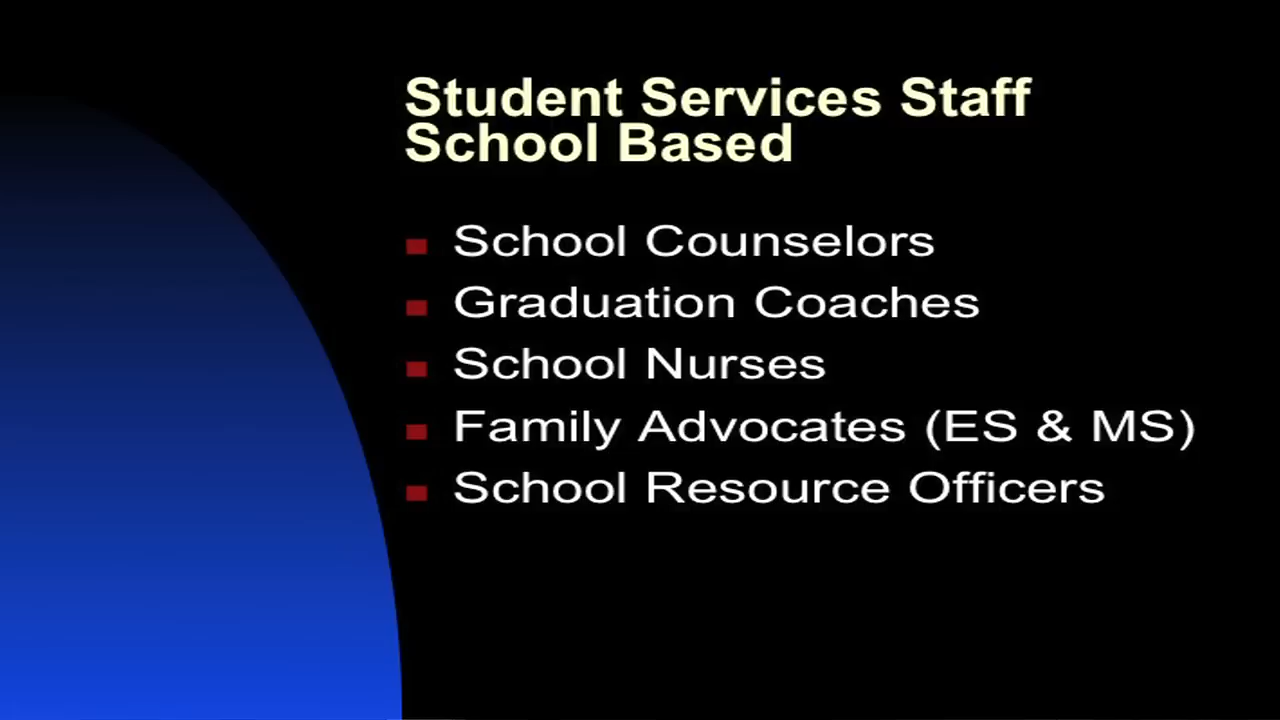 Student Services Staff
School Based
School Counselors
Graduation Coaches
School Nurses
Family Advocates (ES & MS)
School Resource Officers